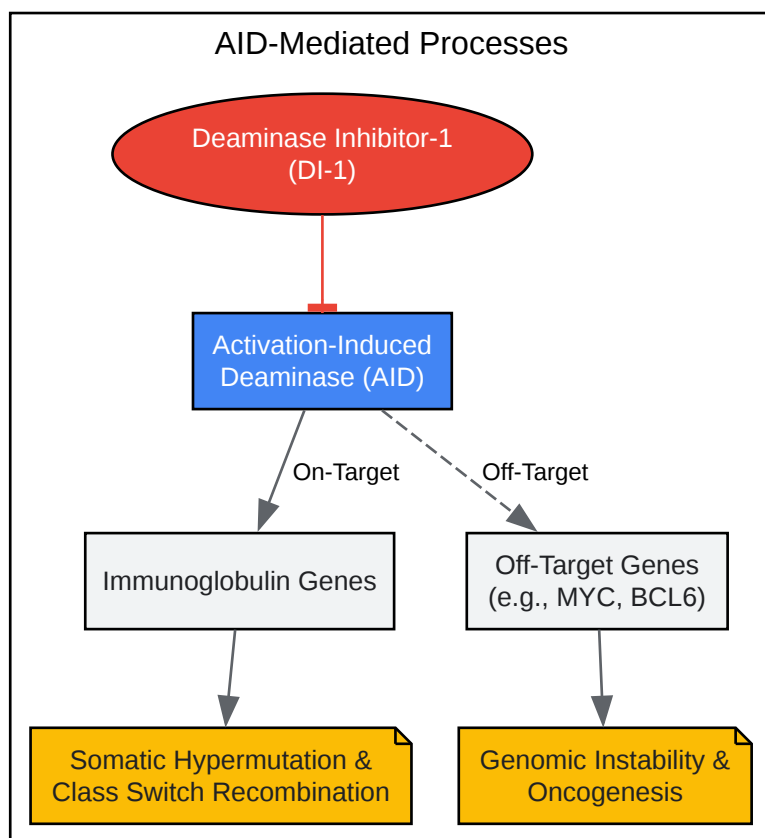 AID-Mediated Processes
Deaminase Inhibitor-1
(DI-1)
Activation-Induced
Deaminase (AID)
On-Target
Off-Target
Immunoglobulin Genes
Off-Target Genes
(e.g., MYC, BCL6)
Somatic Hypermutation &
Class Switch Recombination
Genomic Instability &
Oncogenesis